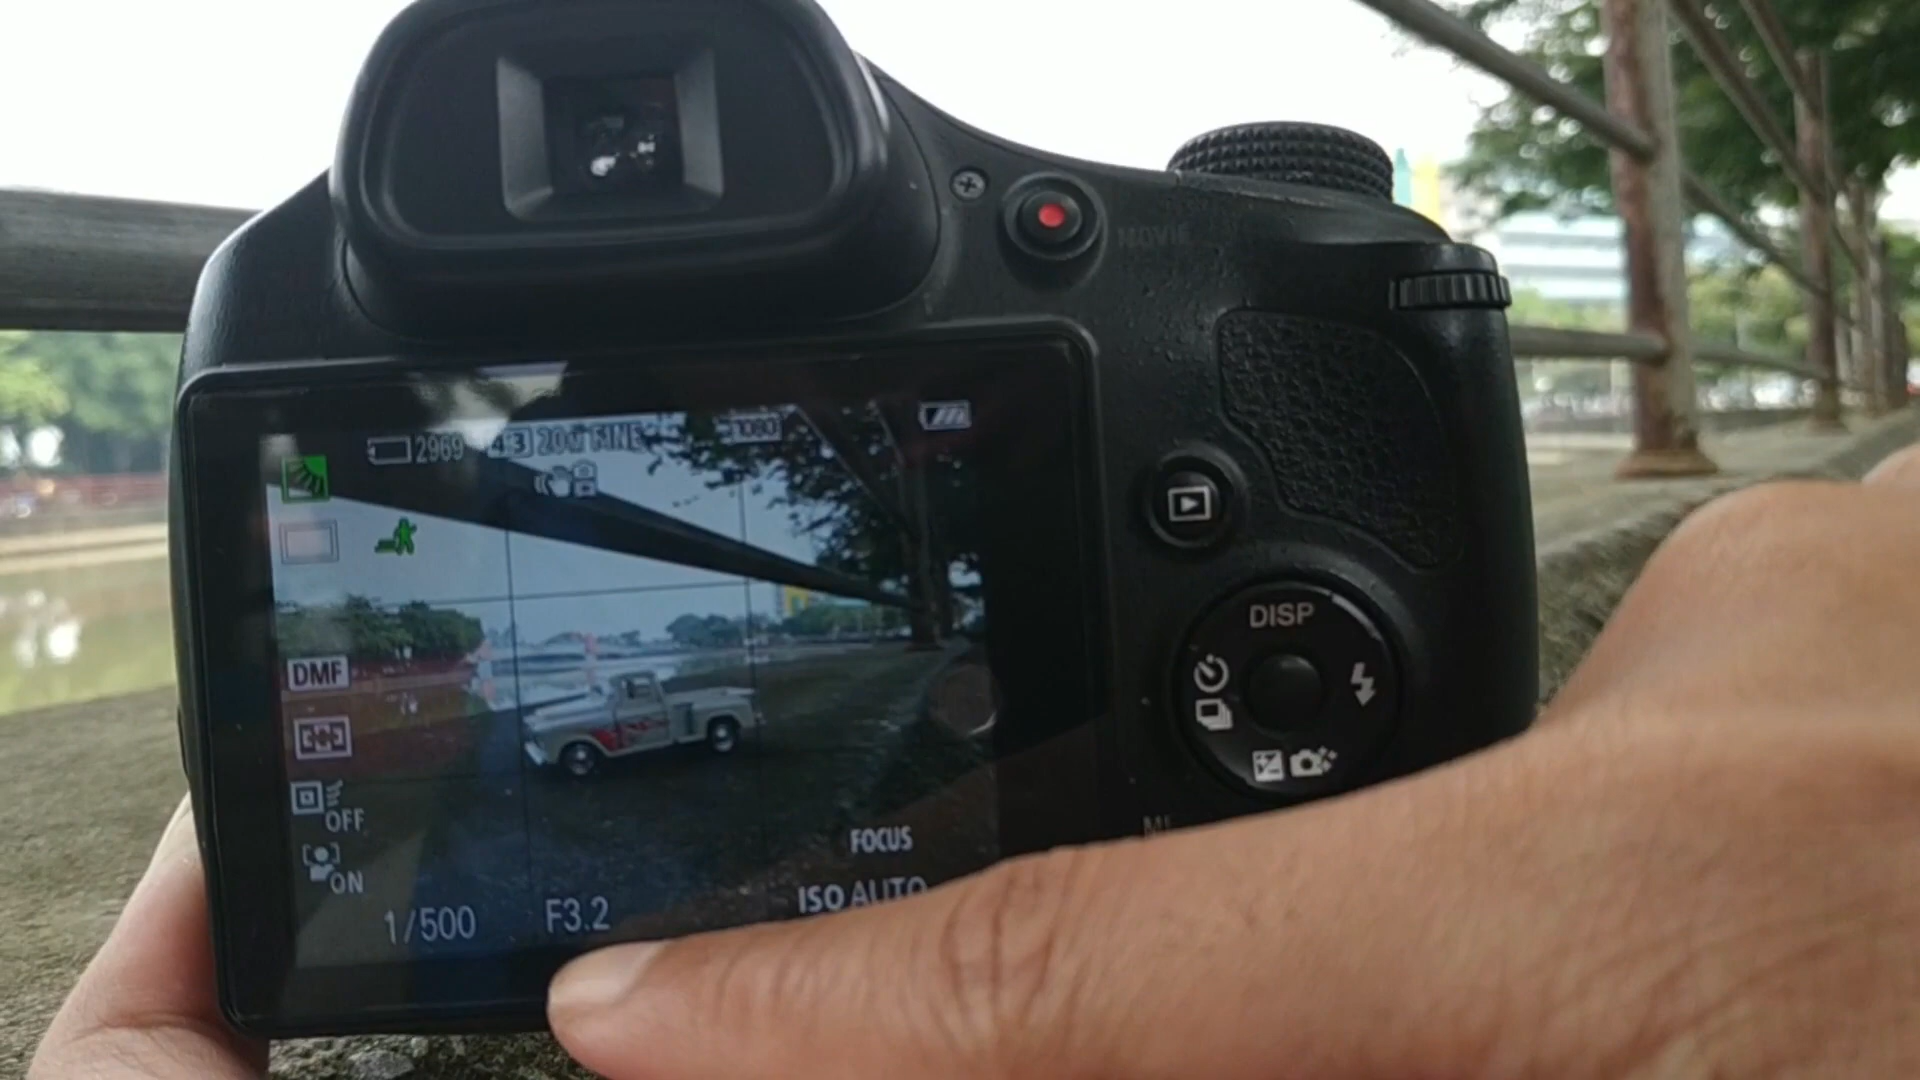 MOVIE
2969 4:3 20M FINE 1080
DISP
DMF
OFF
ON
FOCUS
ISO AUTO
1/500 F3.2